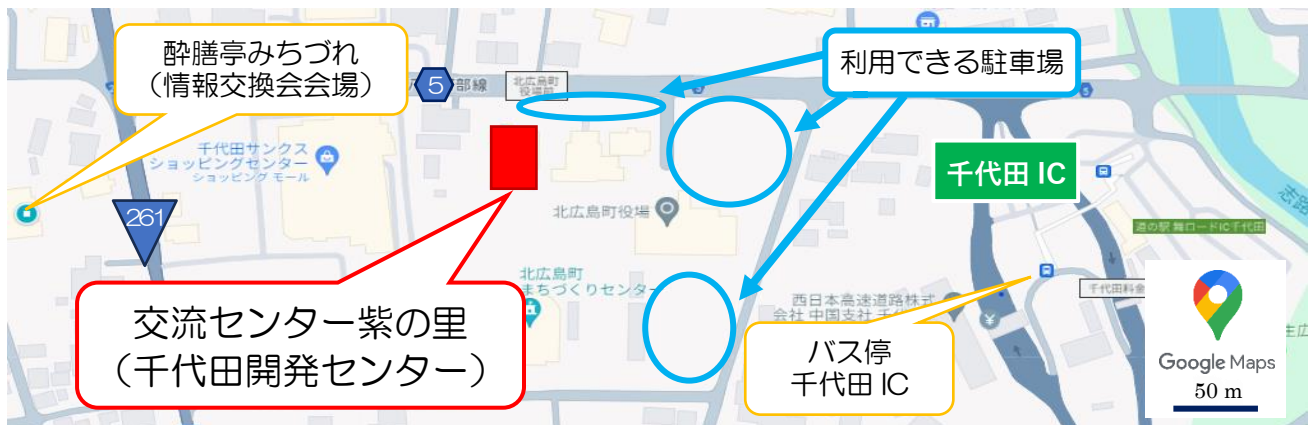 酔膳亭みちづれ
（情報交換会会場）
5
部線
北広島町
役場前
利用できる駐車場
5
5
千代田サンクス
ショッピングセンター
ショッピング モール
千代田 IC
261
北広島町役場
道の駅 舞ロードIC千代田
北広島町
まちづくりセンター
西日本高速道路株式
会社 中国支社 千代
千代田料金
交流センター紫の里
（千代田開発センター）
バス停
千代田 IC
Google Maps
50 m